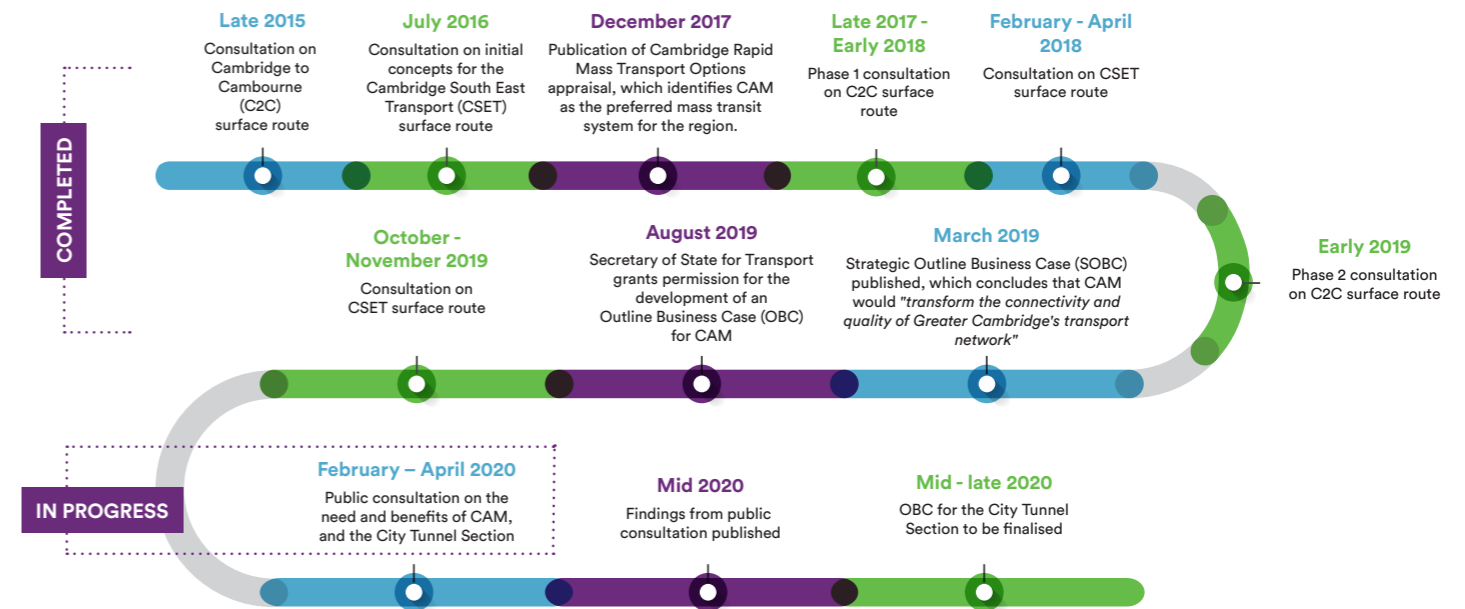 Late 2015
Consultation on
Cambridge to
Cambourne
(C2C)
surface route
July 2016
Consultation on initial
concepts for the
Cambridge South East
Transport (CSET)
surface route
December 2017
Publication of Cambridge Rapid
Mass Transport Options
appraisal, which identifies CAM
as the preferred mass transit
system for the region.
Late 2017 -
Early 2018
Phase 1 consultation
on C2C surface
route
February - April
2018
Consultation on CSET
surface route
COMPLETED
Early 2019
Phase 2 consultation
on C2C surface route
March 2019
Strategic Outline Business Case (SOBC)
published, which concludes that CAM
would "transform the connectivity and
quality of Greater Cambridge's transport
network"
August 2019
Secretary of State for Transport
grants permission for the
development of an
Outline Business Case (OBC)
for CAM
October -
November 2019
Consultation on
CSET surface route
IN PROGRESS
February – April 2020
Public consultation on the
need and benefits of CAM,
and the City Tunnel Section
Mid 2020
Findings from public
consultation published
Mid - late 2020
OBC for the City Tunnel
Section to be finalised